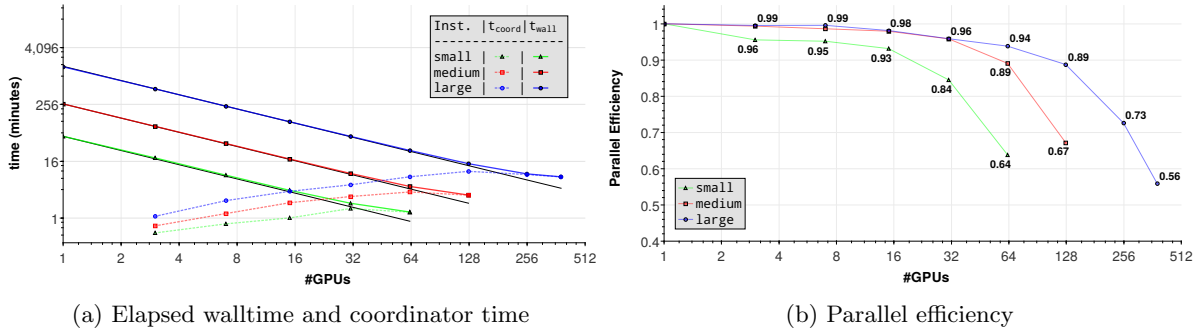 4,096
256
16
1
time (minutes)
Inst. | t_coord | t_wall
small | |
medium | |
large | |
1 2 4 8 16 32 64 128 256 512
#GPUs
(a) Elapsed walltime and coordinator time
1
0.9
0.8
0.7
0.6
0.5
0.4
Parallel Efficiency
0.99 0.99 0.98 0.96 0.94 0.89 0.73 0.56
0.96 0.95 0.93 0.84 0.64
0.89 0.67
small
medium
large
1 2 4 8 16 32 64 128 256 512
#GPUs
(b) Parallel efficiency